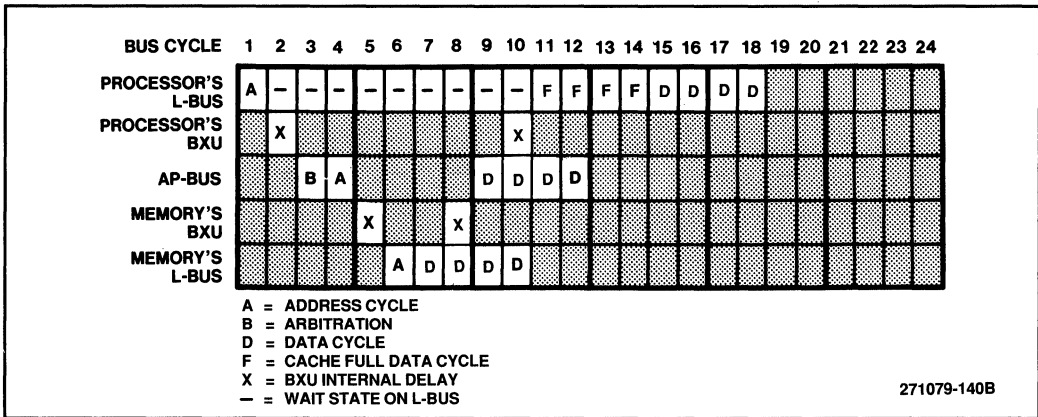 BUS CYCLE 1 2 3 4 5 6 7 8 9 10 11 12 13 14 15 16 17 18 19 20 21 22 23 24
PROCESSOR'S
L-BUS
A – – – – – – – – – F F F F D D D D
PROCESSOR'S
BXU
X X
AP-BUS
B A D D D D
MEMORY'S
BXU
X X
MEMORY'S
L-BUS
A D D D D
A = ADDRESS CYCLE
B = ARBITRATION
D = DATA CYCLE
F = CACHE FULL DATA CYCLE
X = BXU INTERNAL DELAY
– = WAIT STATE ON L-BUS
271079-140B